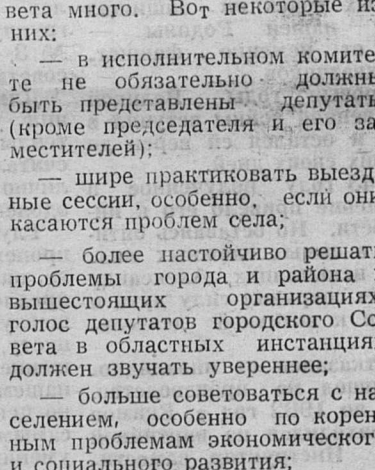 вета много. Вот некоторые из
них:
— в исполнительном комите-
те не обязательно должны
быть представлены депутаты
(кроме председателя и его за-
местителей);
— шире практиковать выезд-
ные сессии, особенно, если они
касаются проблем села;
— более настойчиво решать
проблемы города и района в
вышестоящих организациях,
голос депутатов городского Со-
вета в областных инстанциях
должен звучать увереннее;
— больше советоваться с на-
селением, особенно по корен-
ным проблемам экономического
и социального развития;